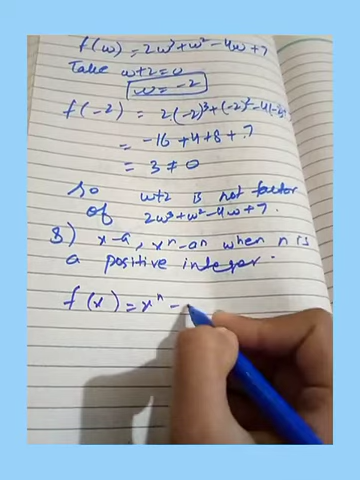 f(w) = 2w³ + w² - 4w + 7
Take w+2 = 0
w = -2
f(-2) = 2.(-2)³ + (-2)² - 4(-2)+
= -16 + 4 + 8 + 7
= 3 ≠ 0
So w+2 is not factor
of 2w³ + w² - 4w + 7.
3) x-a, xⁿ - aⁿ when n is
a positive integer.
f(x) = xⁿ -